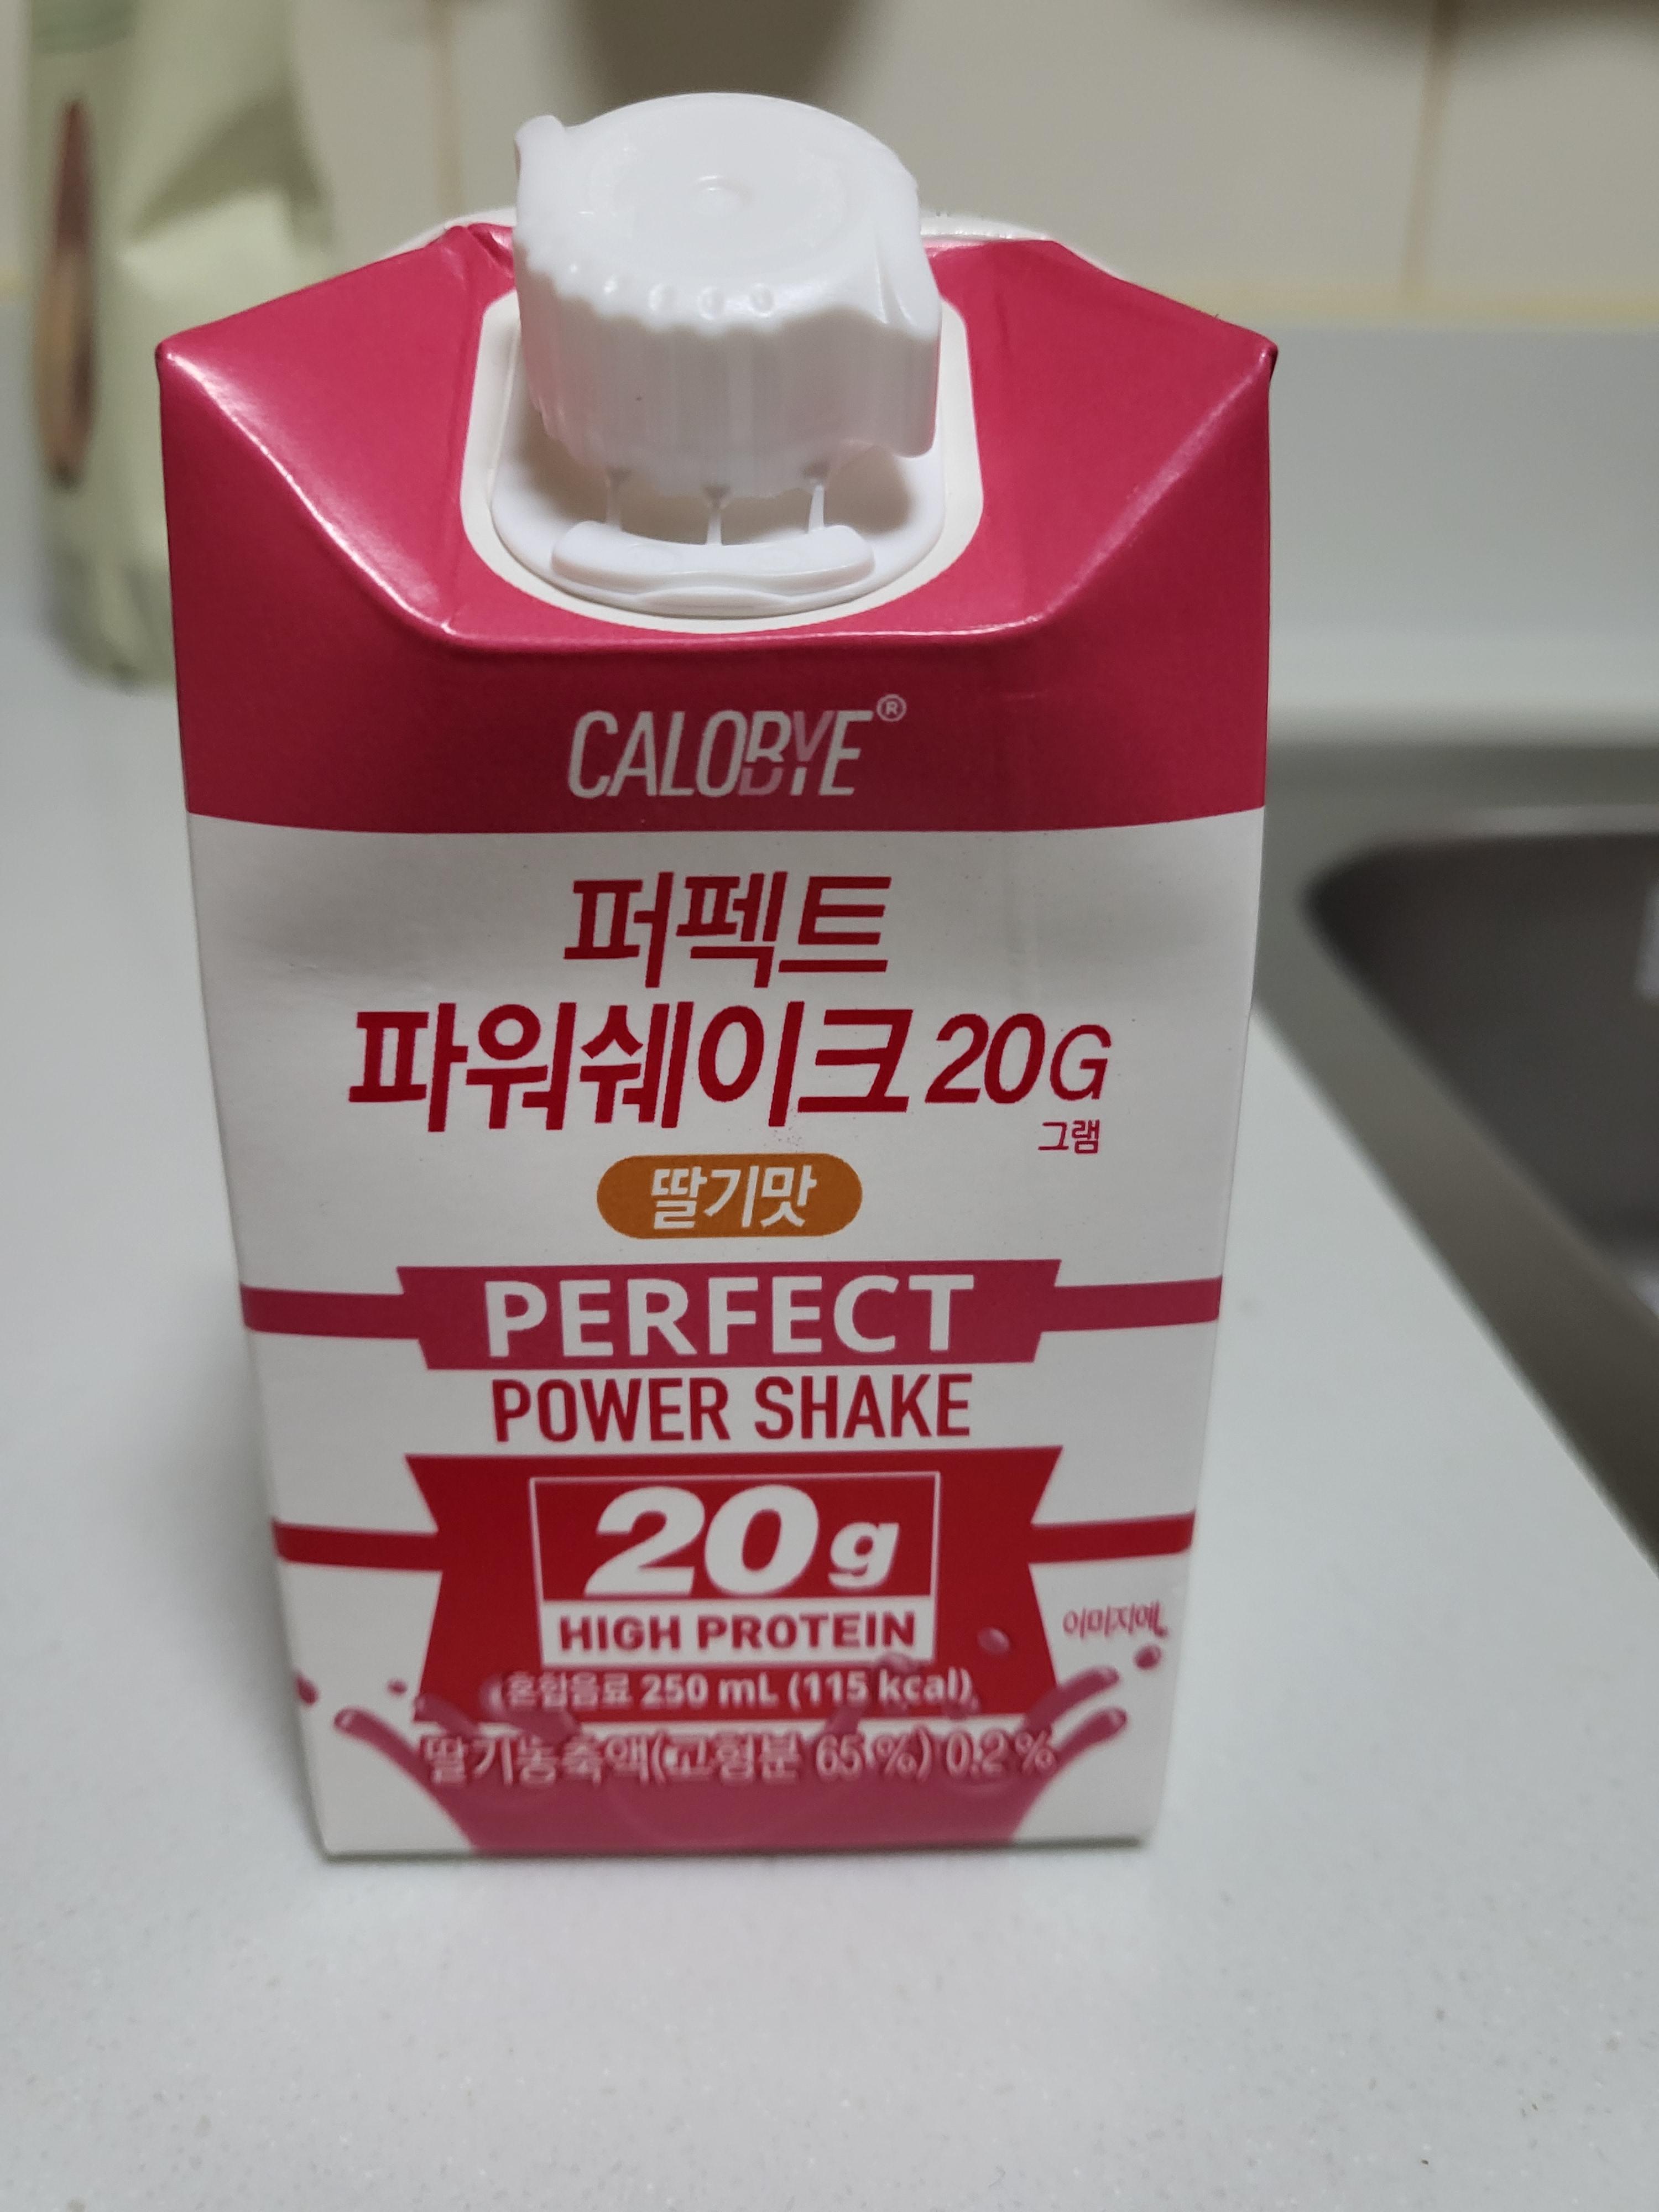 CALOBYE®
퍼펙트
파워쉐이크 20G
그램
딸기맛
PERFECT
POWER SHAKE
20g
HIGH PROTEIN
이미지예
(혼합음료 250 mL (115 kcal)
딸기농축액(고형분 65 %) 0.2 %